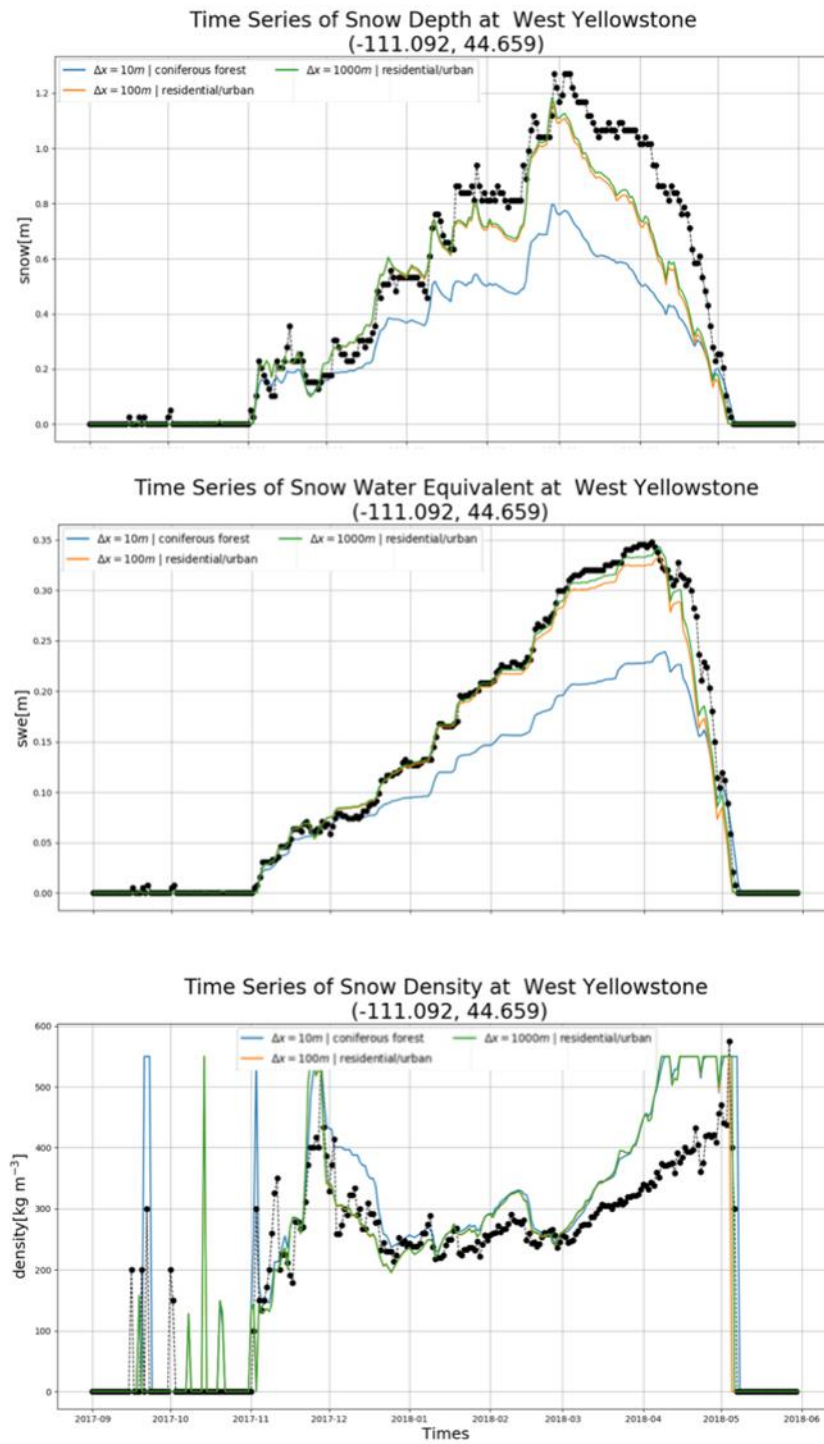 Time Series of Snow Depth at West Yellowstone
(-111.092, 44.659)
Δx = 10m | coniferous forest
Δx = 1000m | residential/urban
Δx = 100m | residential/urban
1.2
1.0
0.8
0.6
0.4
0.2
0.0
snow[m]
Time Series of Snow Water Equivalent at West Yellowstone
(-111.092, 44.659)
Δx = 10m | coniferous forest
Δx = 1000m | residential/urban
Δx = 100m | residential/urban
0.35
0.30
0.25
0.20
0.15
0.10
0.05
0.00
swe[m]
Time Series of Snow Density at West Yellowstone
(-111.092, 44.659)
Δx = 10m | coniferous forest
Δx = 1000m | residential/urban
Δx = 100m | residential/urban
600
500
400
300
200
100
0
density[kg m⁻³]
2017-09 2017-10 2017-11 2017-12 2018-01 2018-02 2018-03 2018-04 2018-05 2018-06
Times